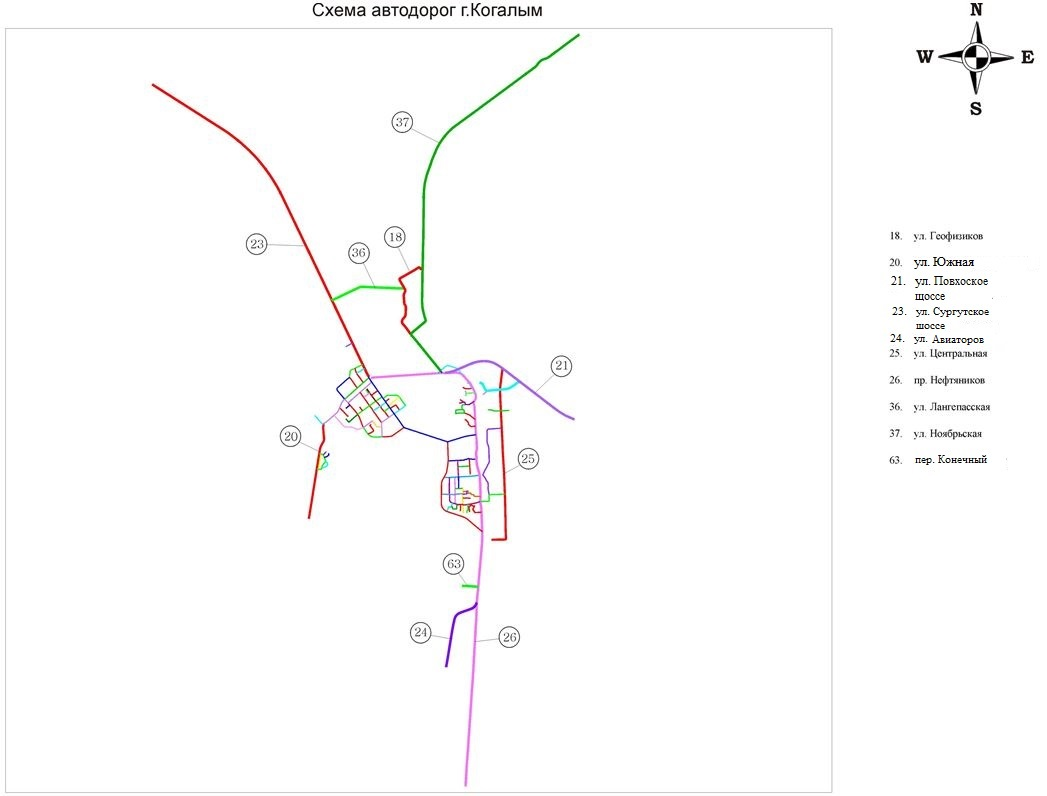 Схема автодорог г.Когалым
N
W
E
S
37
18
23
36
21
20
25
63
24
26
18. ул. Геофизиков
20. ул. Южная
21. ул. Повхоское
щоссе
23. ул. Сургутское
шоссе
24. ул. Авиаторов
25. ул. Центральная
26. пр. Нефтяников
36. ул. Лангепасская
37. ул. Ноябрьская
63. пер. Конечный